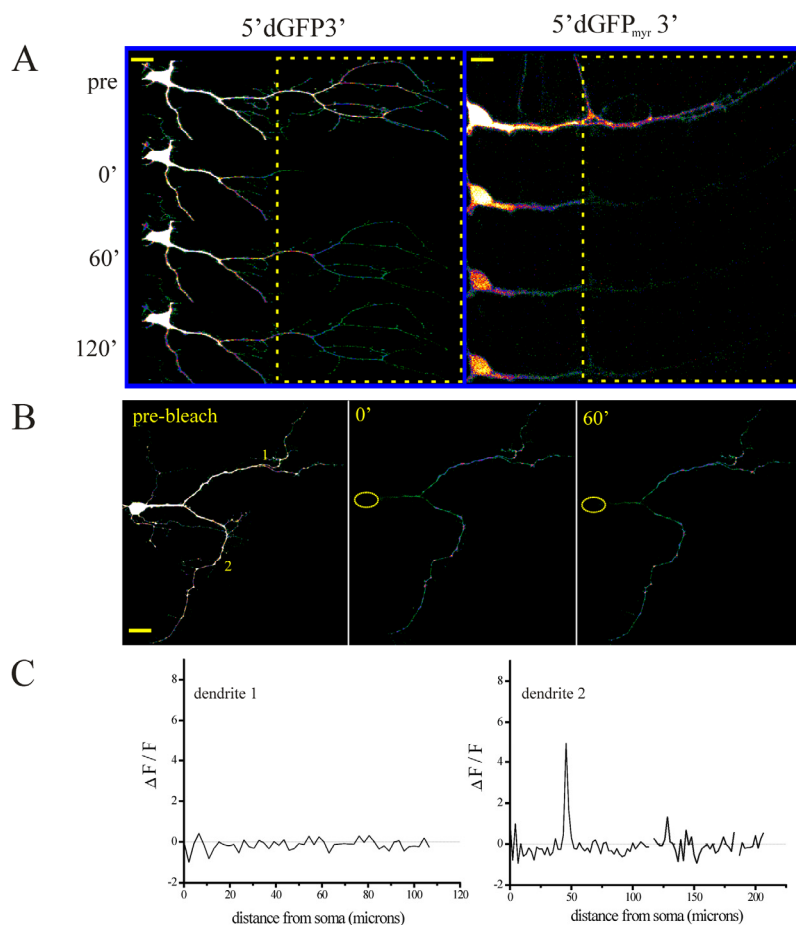 5’dGFP3’ 5’dGFPmyr 3’
A
pre
0’
60’
120’
B
pre-bleach 0’ 60’
1
2
C
dendrite 1
8
6
4
2
0
-2
Δ F / F
0 20 40 60 80 100 120
distance from soma (microns)
dendrite 2
8
6
4
2
0
-2
Δ F / F
0 50 100 150 200
distance from soma (microns)